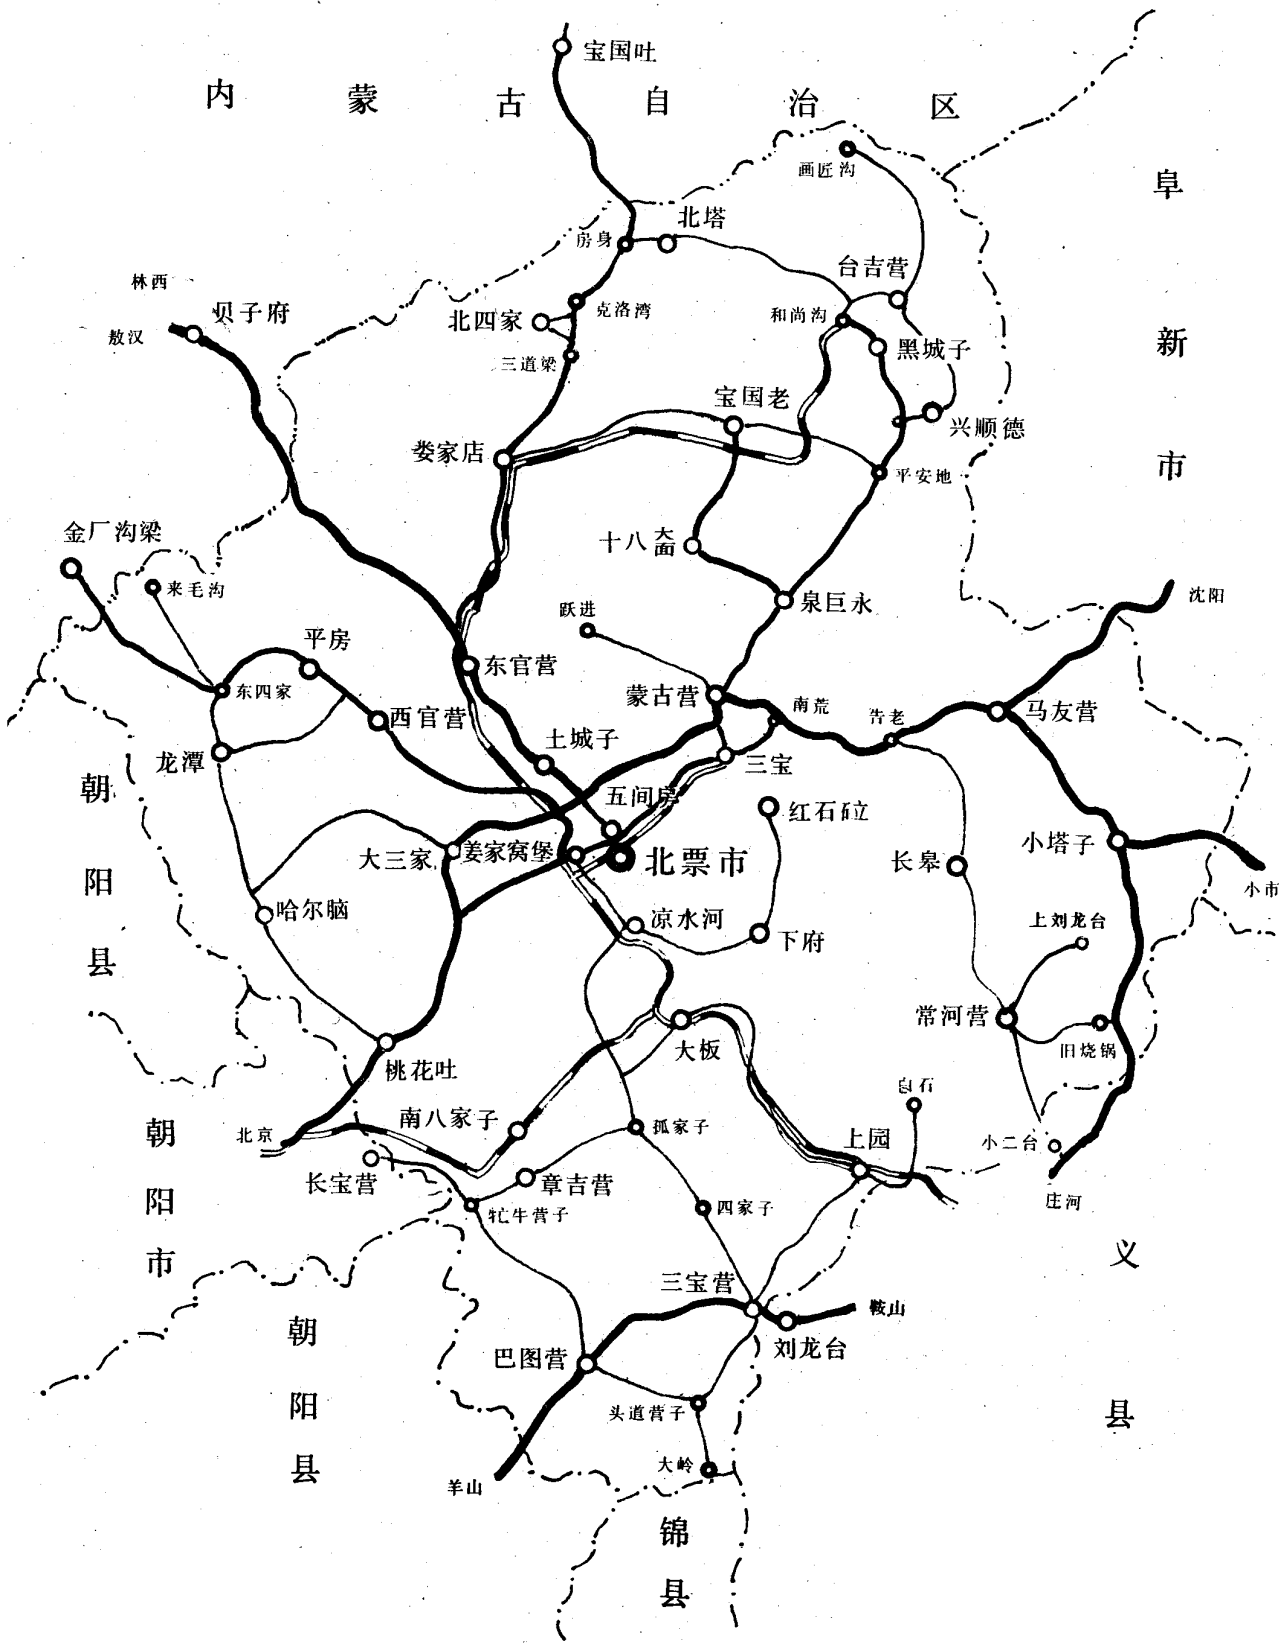 宝国吐
内蒙古自治区
画匠沟
阜新市
北塔
房身
台吉营
林西
贝子府
敖汉
克洛湾
北四家
和尚沟
黑城子
三道梁
宝国老
兴顺德
娄家店
平安地
金厂沟梁
十八台
来毛沟
跃进
泉巨永
沈阳
平房
东官营
东四家
蒙古营
南荒
西官营
告老
马友营
龙潭
土城子
三宝
朝阳县
五间房
红石砬
小塔子
大三家
姜家窝堡
北票市
长皋
小市
哈尔脑
凉水河
下府
上刘龙台
常河营
大板
旧烧锅
桃花吐
白石
南八家子
北京
孤家子
上园
小二台
朝阳市
长宝营
章吉营
牤牛营子
四家子
庄河
义县
三宝营
鞍山
朝阳县
刘龙台
巴图营
头道营子
大岭
羊山
锦县